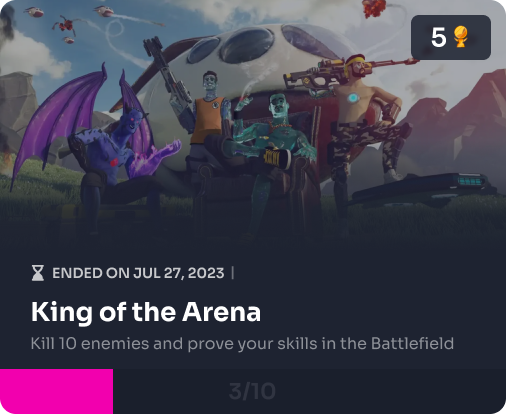 5
ENDED ON JUL 27, 2023 |
King of the Arena
Kill 10 enemies and prove your skills in the Battlefield
3/10